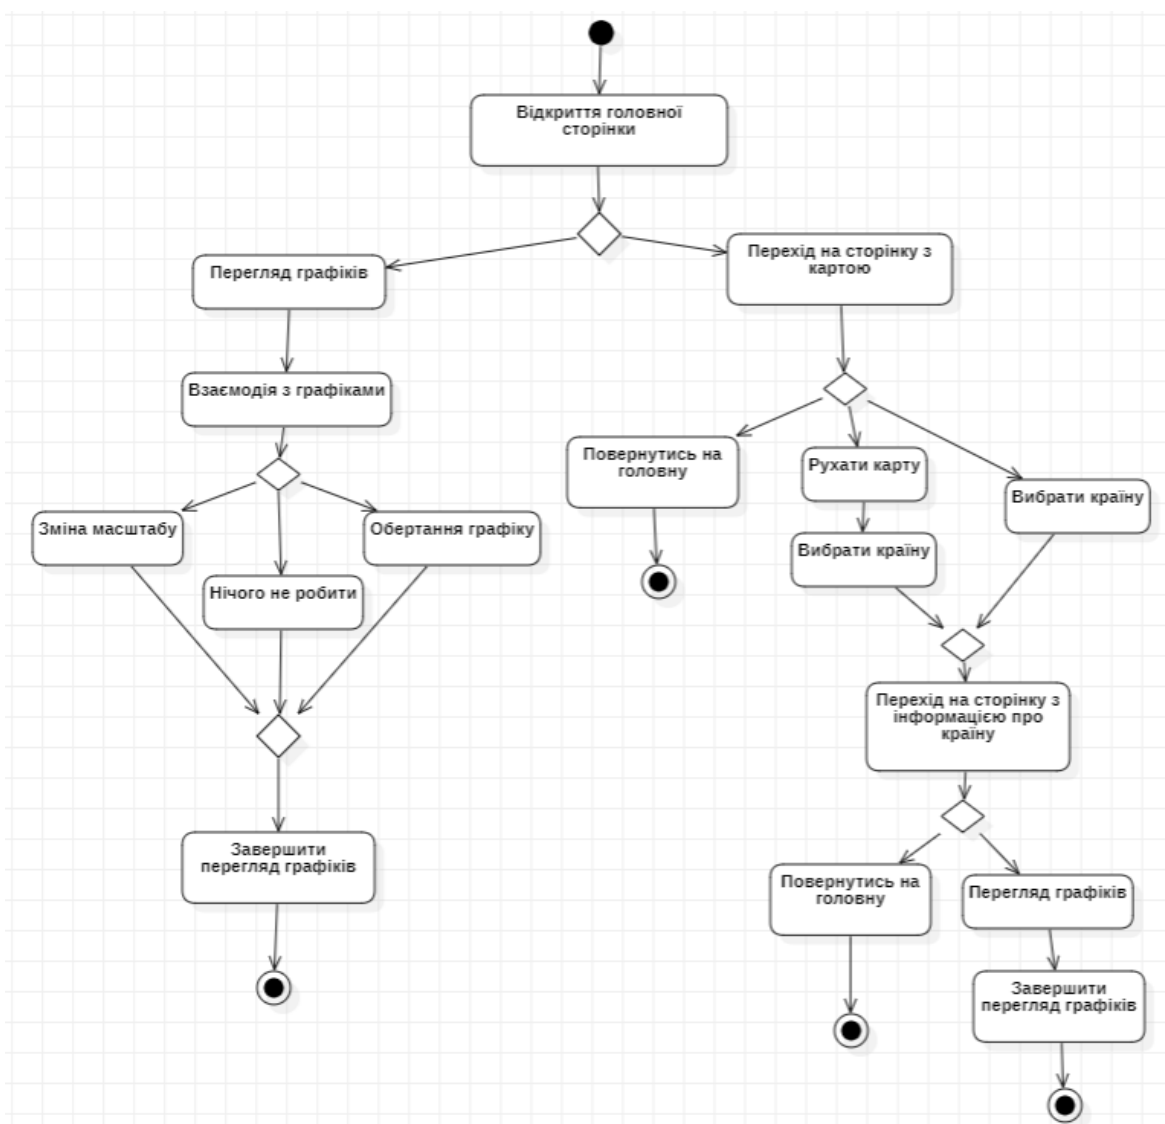 Відкриття головної
сторінки
Перегляд графіків
Перехід на сторінку з
картою
Взаємодія з графіками
Повернутись на
головну
Рухати карту
Вибрати країну
Зміна масштабу
Обертання графіку
Вибрати країну
Нічого не робити
Перехід на сторінку з
інформацією про
країну
Завершити
перегляд графіків
Повернутись на
головну
Перегляд графіків
Завершити
перегляд графіків